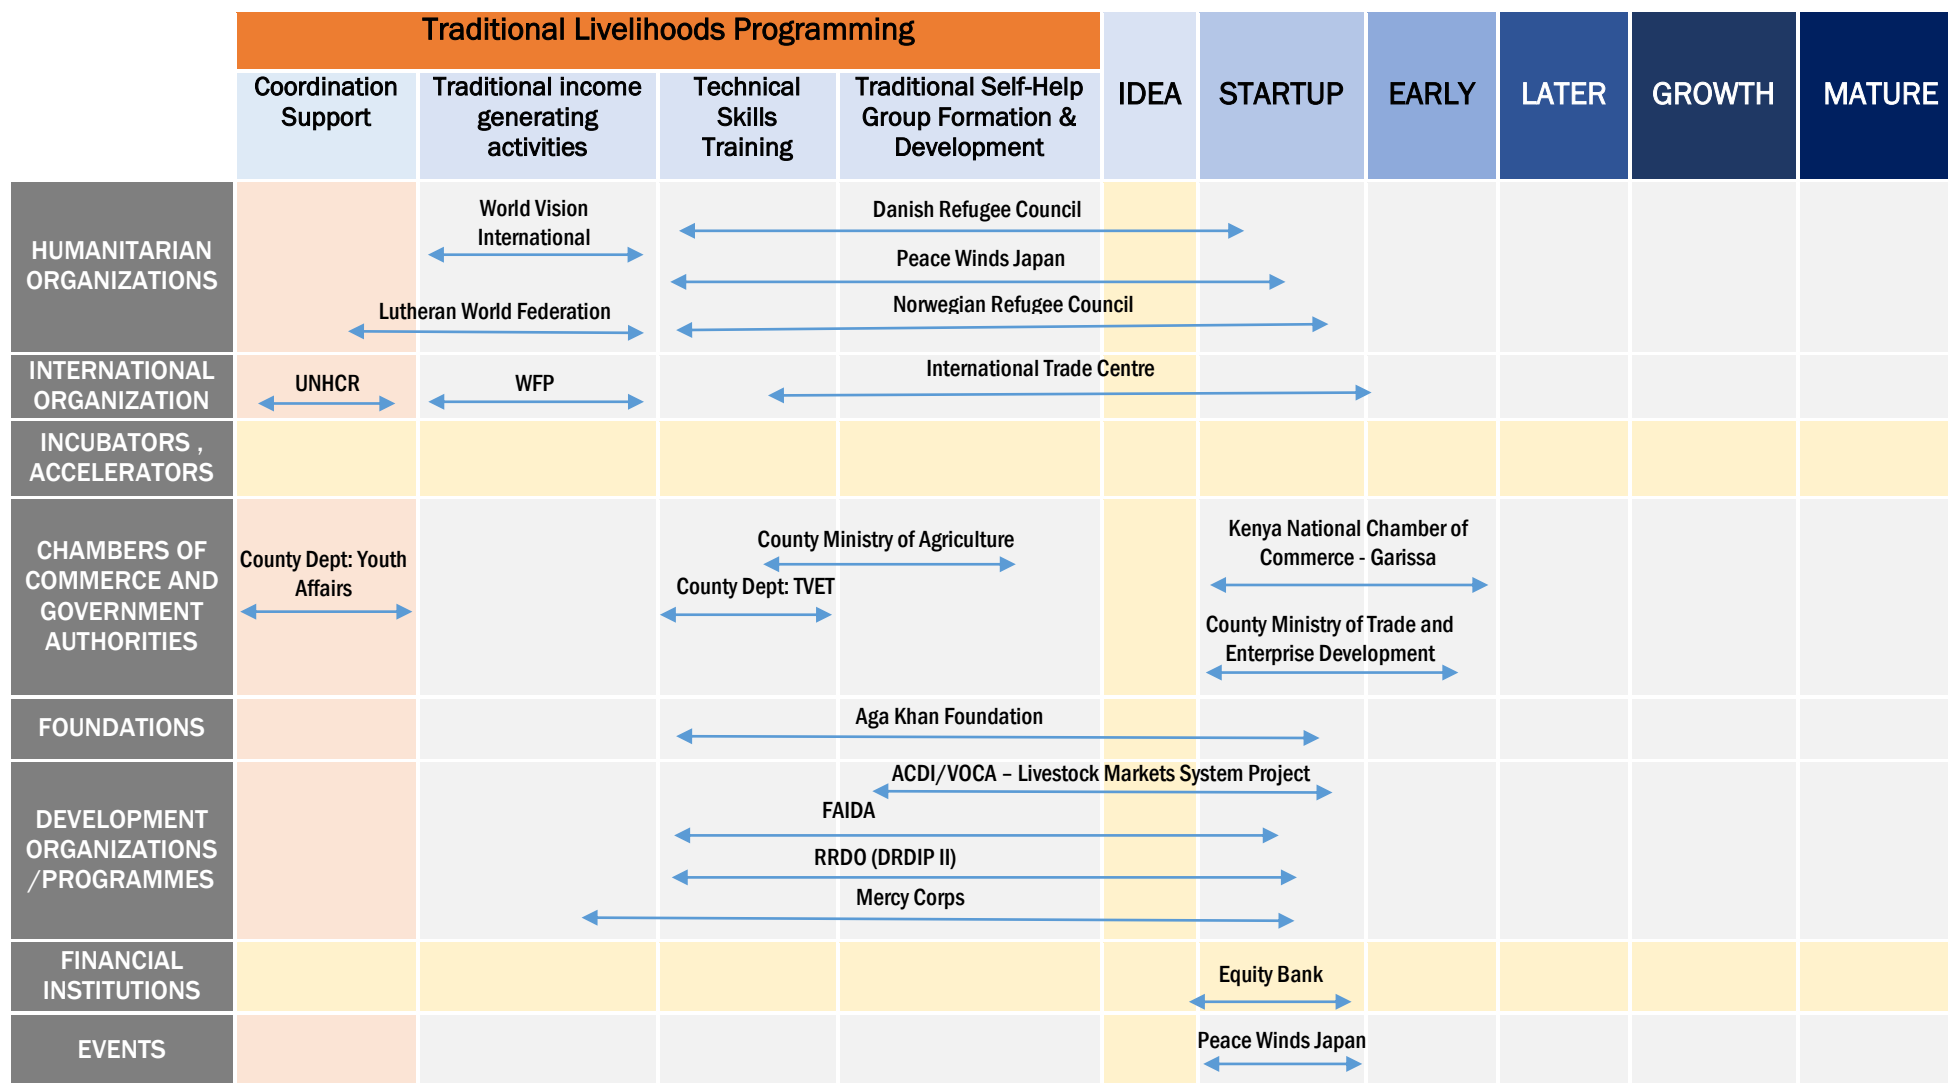 Traditional Livelihoods Programming
Coordination
Support
Traditional income
generating
activities
Technical
Skills
Training
Traditional Self-Help
Group Formation &
Development
IDEA
STARTUP
EARLY
LATER
GROWTH
MATURE
HUMANITARIAN
ORGANIZATIONS
World Vision
International
Danish Refugee Council
Peace Winds Japan
Lutheran World Federation
Norwegian Refugee Council
INTERNATIONAL
ORGANIZATION
UNHCR
WFP
International Trade Centre
INCUBATORS ,
ACCELERATORS
CHAMBERS OF
COMMERCE AND
GOVERNMENT
AUTHORITIES
County Dept: Youth
Affairs
County Ministry of Agriculture
County Dept: TVET
Kenya National Chamber of
Commerce - Garissa
County Ministry of Trade and
Enterprise Development
FOUNDATIONS
Aga Khan Foundation
DEVELOPMENT
ORGANIZATIONS
/PROGRAMMES
ACDI/VOCA – Livestock Markets System Project
FAIDA
RRDO (DRDIP II)
Mercy Corps
FINANCIAL
INSTITUTIONS
Equity Bank
EVENTS
Peace Winds Japan